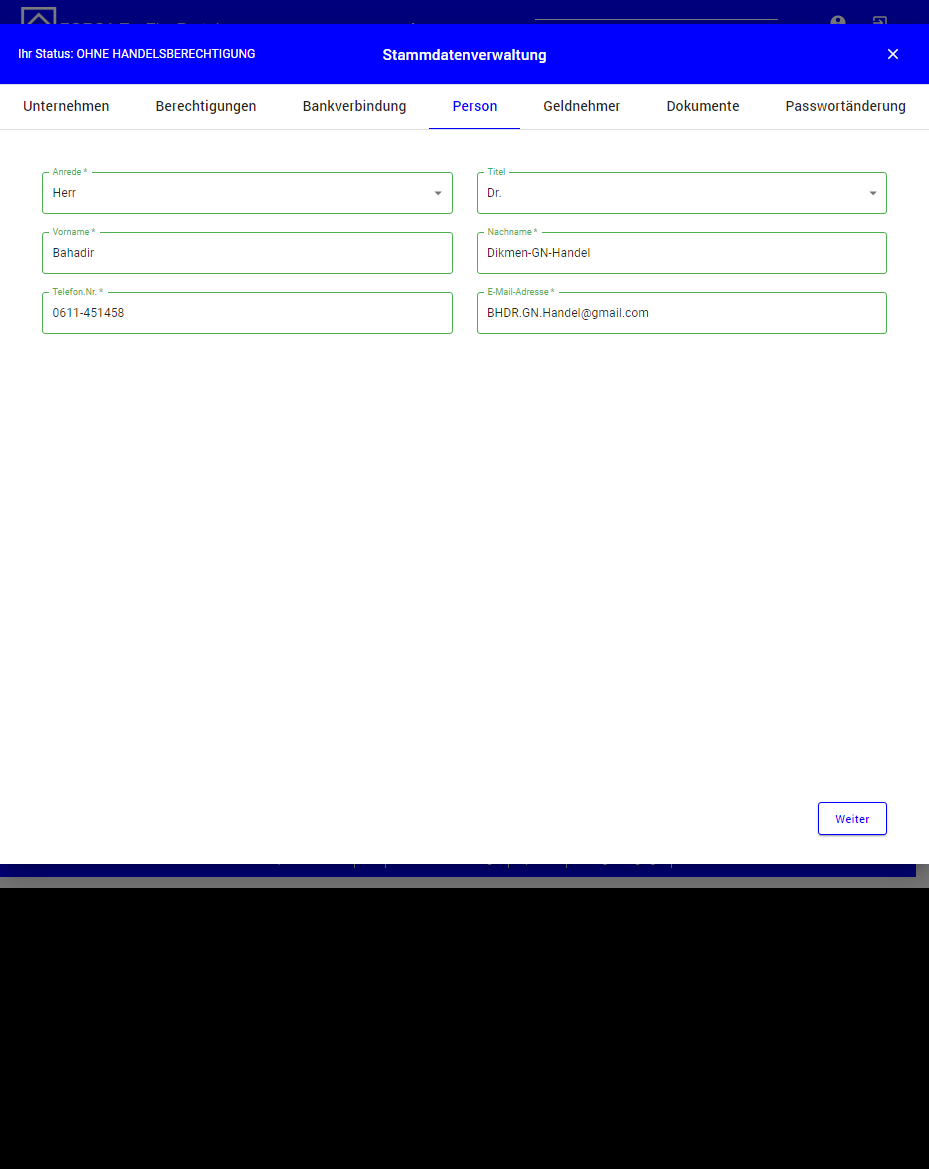 Ihr Status: OHNE HANDELSBERECHTIGUNG
Stammdatenverwaltung
Unternehmen Berechtigungen Bankverbindung Person Geldnehmer Dokumente Passwortänderung
Anrede * Titel
Herr Dr.
Vorname * Nachname *
Bahadir Dikmen-GN-Handel
Telefon.Nr. * E-Mail-Adresse *
0611-451458 BHDR.GN.Handel@gmail.com
Weiter